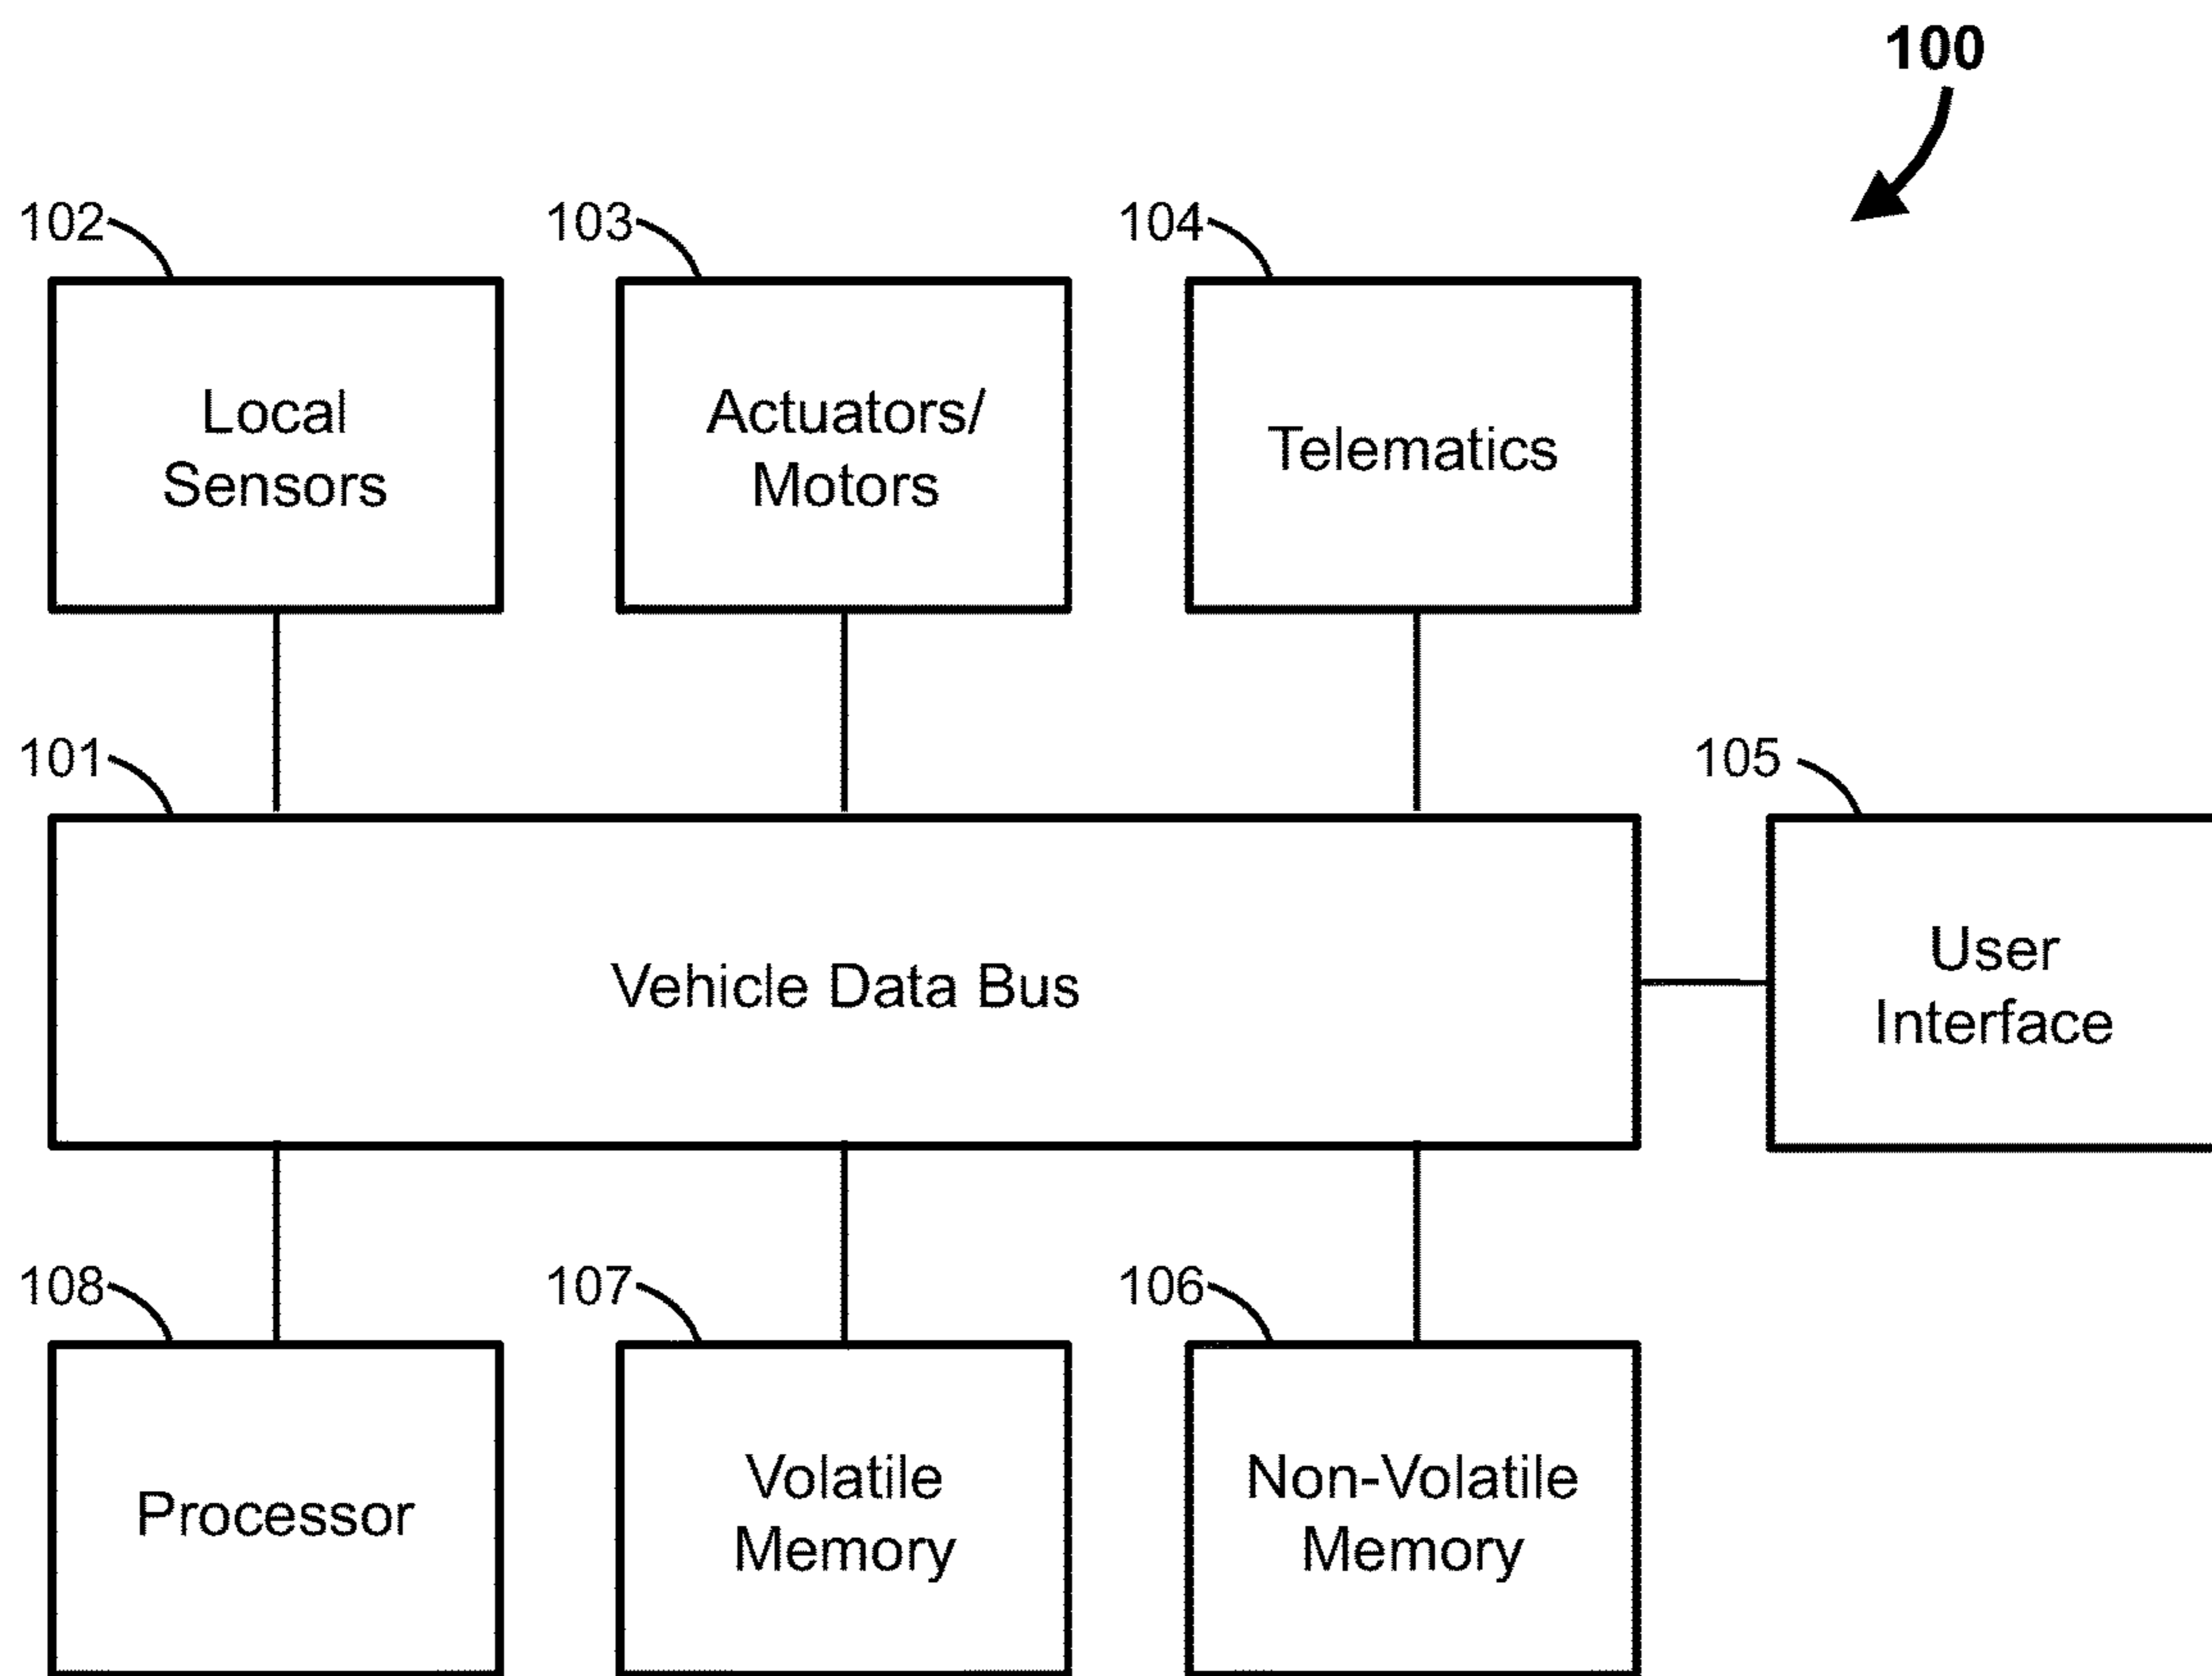 100
102
103
104
Local
Sensors
Actuators/
Motors
Telematics
101
105
Vehicle Data Bus
User
Interface
108
107
106
Processor
Volatile
Memory
Non-Volatile
Memory